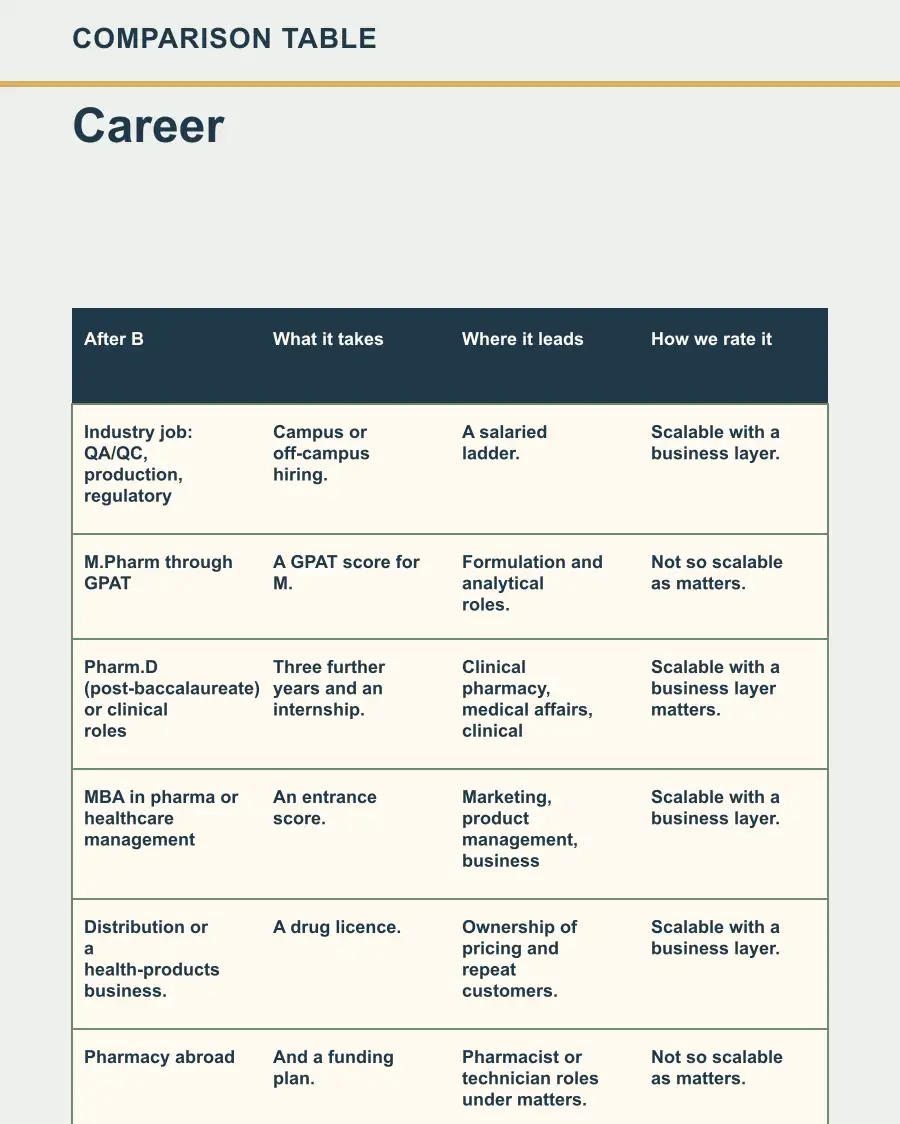 COMPARISON TABLE
Career
After B
What it takes
Where it leads
How we rate it
Industry job:
QA/QC,
production,
regulatory
Campus or
off-campus
hiring.
A salaried
ladder.
Scalable with a
business layer.
M.Pharm through
GPAT
A GPAT score for
M.
Formulation and
analytical
roles.
Not so scalable
as matters.
Pharm.D
(post-baccalaureate)
or clinical
roles
Three further
years and an
internship.
Clinical
pharmacy,
medical affairs,
clinical
Scalable with a
business layer
matters.
MBA in pharma or
healthcare
management
An entrance
score.
Marketing,
product
management,
business
Scalable with a
business layer.
Distribution or
a
health-products
business.
A drug licence.
Ownership of
pricing and
repeat
customers.
Scalable with a
business layer.
Pharmacy abroad
And a funding
plan.
Pharmacist or
technician roles
under matters.
Not so scalable
as matters.